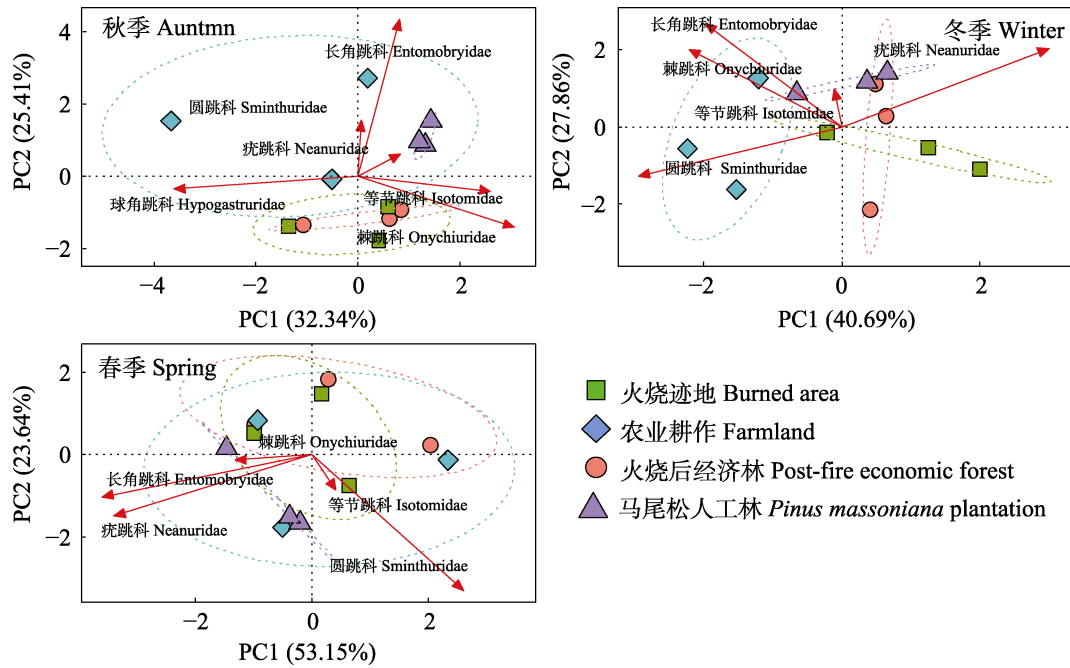 秋季 Auntmn
长角跳科 Entomobryidae
圆跳科 Sminthuridae
疣跳科 Neanuridae
等节跳科 Isotomidae
球角跳科 Hypogastruridae
棘跳科 Onychiuridae
PC2 (25.41%)
4
2
0
−2
−4
−2
0
2
PC1 (32.34%)
冬季 Winter
长角跳科 Entomobryidae
疣跳科 Neanuridae
棘跳科 Onychiuridae
等节跳科 Isotomidae
圆跳科 Sminthuridae
PC2 (27.86%)
2
0
−2
−2
0
2
PC1 (40.69%)
春季 Spring
棘跳科 Onychiuridae
长角跳科 Entomobryidae
等节跳科 Isotomidae
疣跳科 Neanuridae
圆跳科 Sminthuridae
PC2 (23.64%)
2
0
−2
−2
0
2
PC1 (53.15%)
火烧迹地 Burned area
农业耕作 Farmland
火烧后经济林 Post-fire economic forest
马尾松人工林 Pinus massoniana plantation